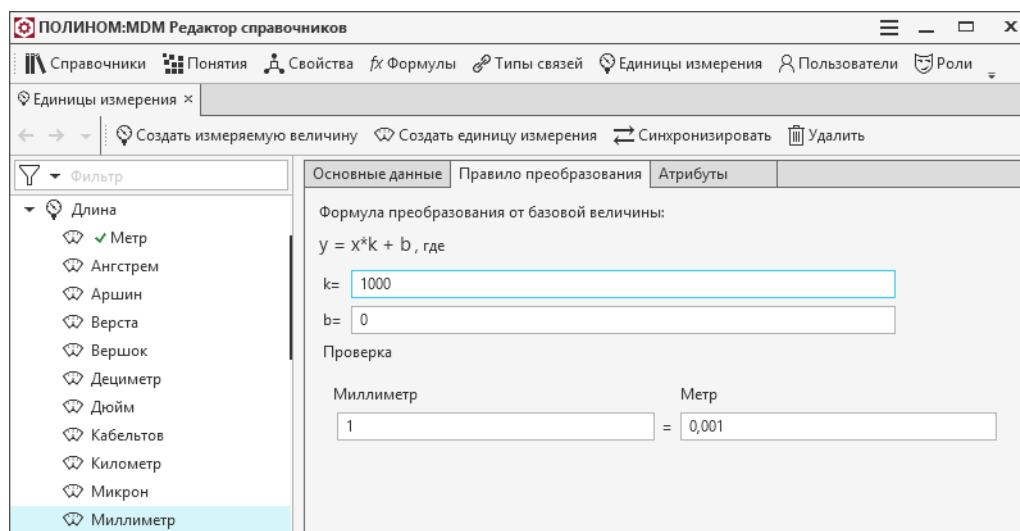 ПОЛИНОМ:MDM Редактор справочников
Справочники Понятия Свойства fx Формулы Типы связей Единицы измерения Пользователи Роли
Единицы измерения ×
Создать измеряемую величину Создать единицу измерения Синхронизировать Удалить
Фильтр
Основные данные Правило преобразования Атрибуты
Длина
Метр
Ангстрем
Аршин
Верста
Вершок
Дециметр
Дюйм
Кабельтов
Километр
Микрон
Миллиметр
Формула преобразования от базовой величины:
y = x*k + b , где
k= 1000
b= 0
Проверка
Миллиметр Метр
1 = 0,001